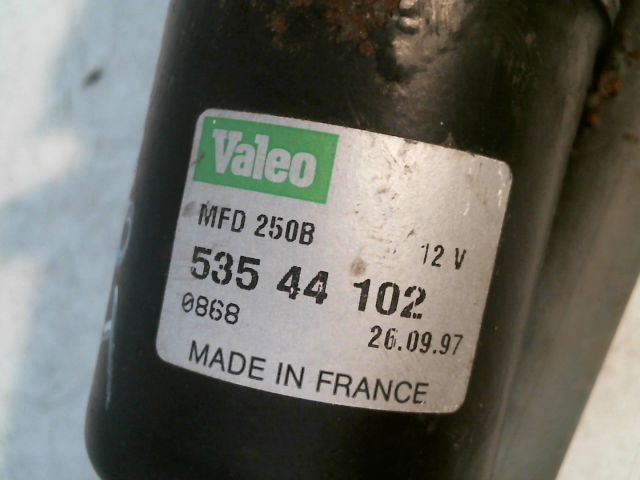 Valeo
MFD 250B
12 V
535 44 102
0868
26.09.97
MADE IN FRANCE